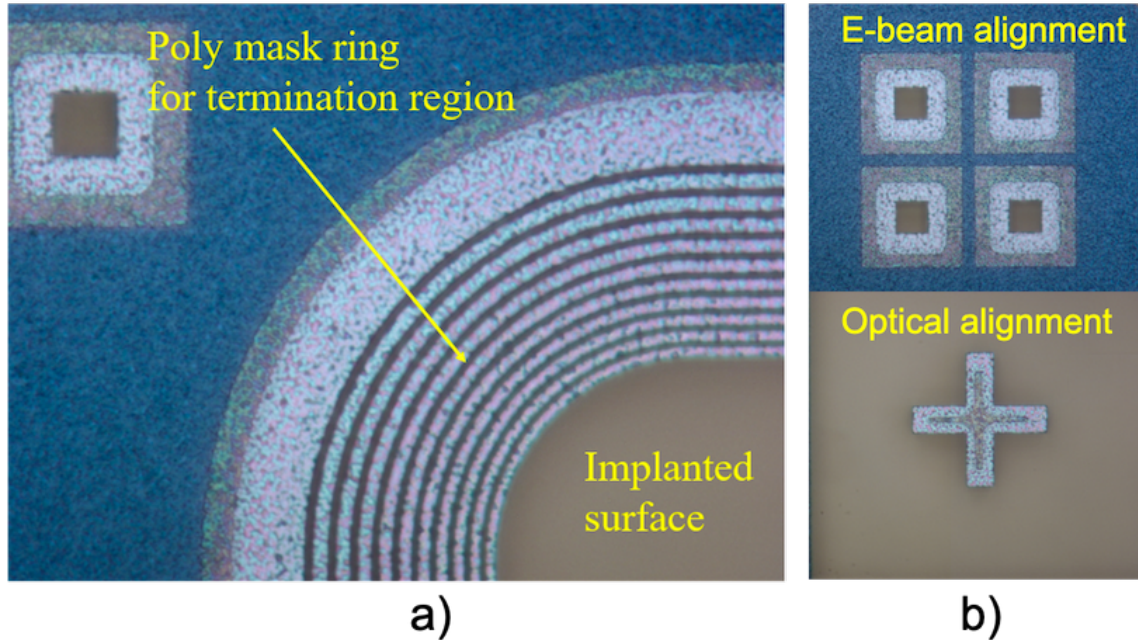 Poly mask ring
for termination region
Implanted
surface
a)
E-beam alignment
Optical alignment
b)